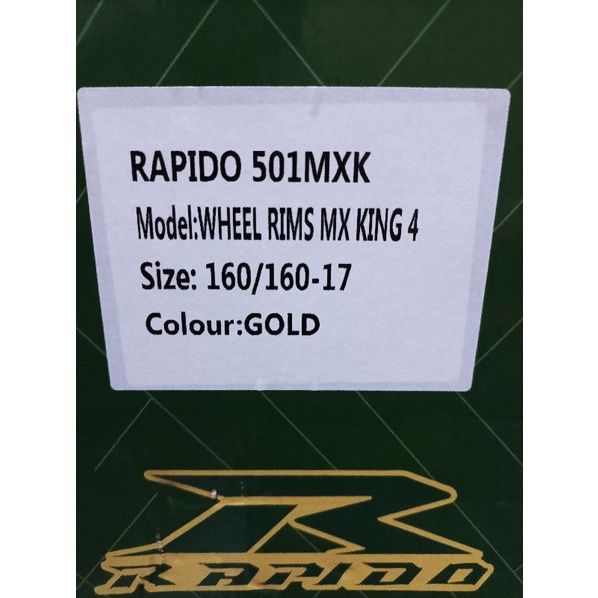 RAPIDO 501MXK
Model:WHEEL RIMS MX KING 4
Size: 160/160-17
Colour:GOLD
R
RAPIDO